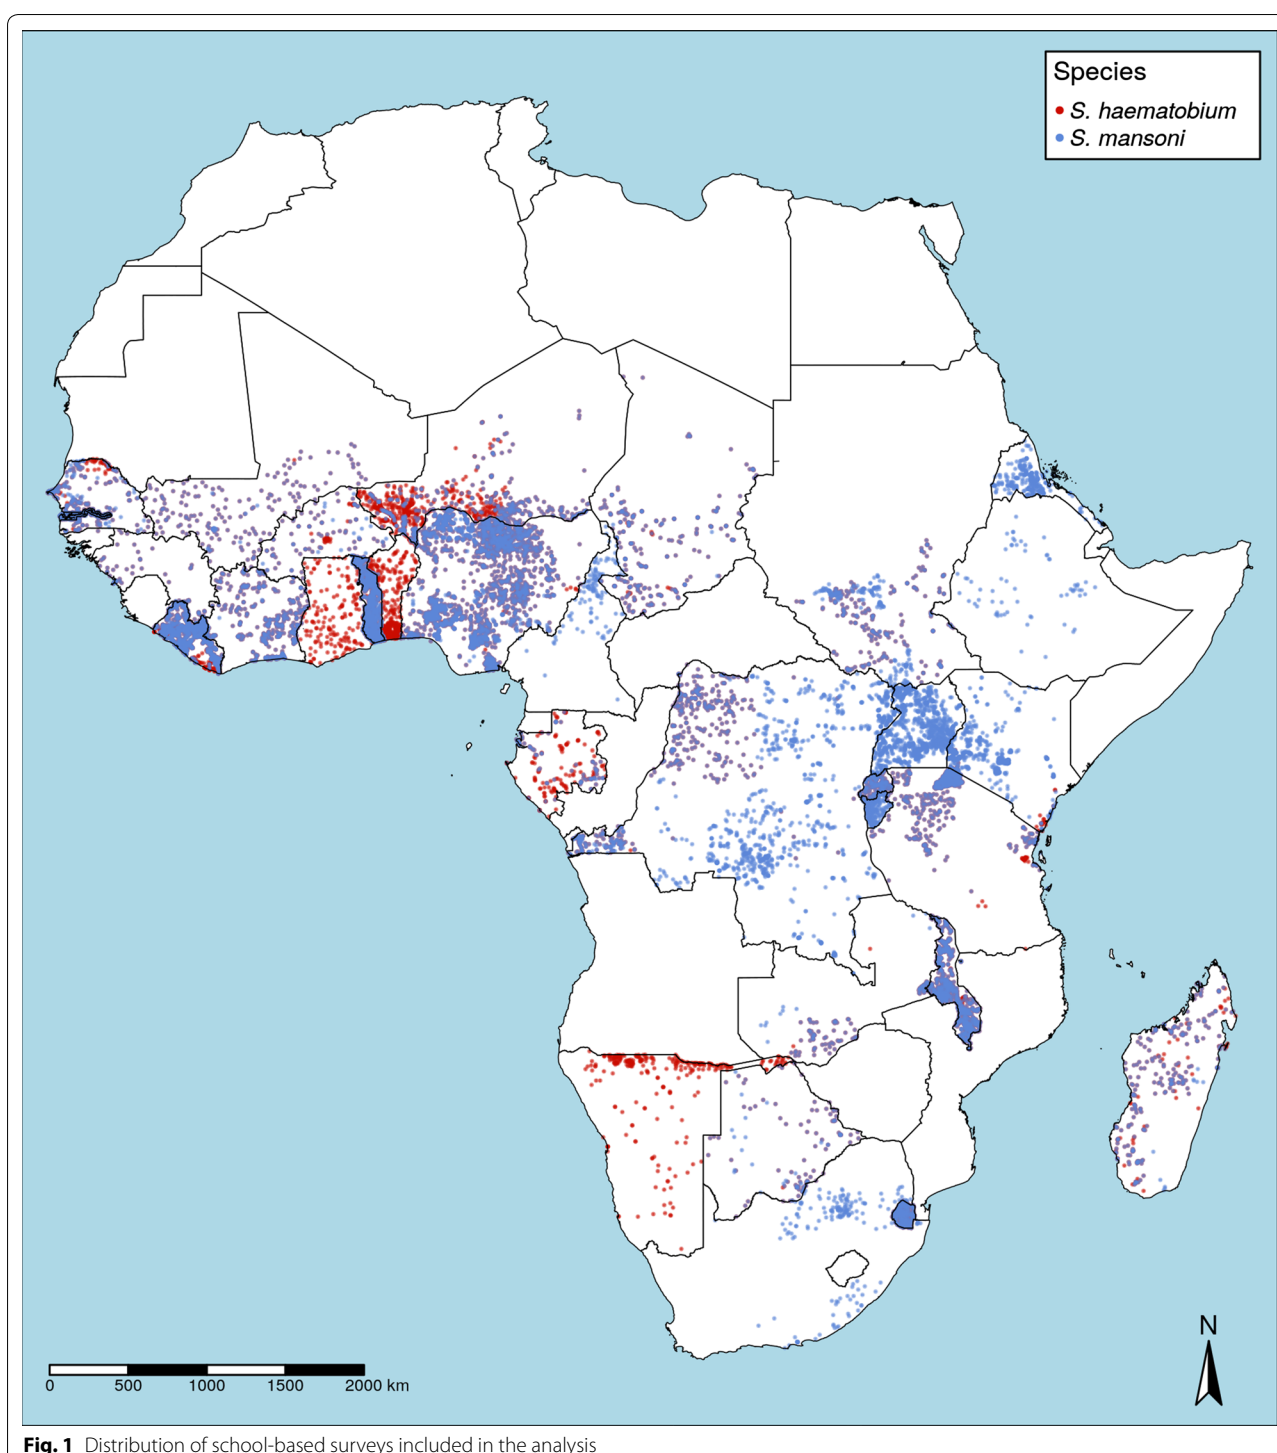 Species
S. haematobium
S. mansoni
N
0 500 1000 1500 2000 km
Fig. 1 Distribution of school-based surveys included in the analysis